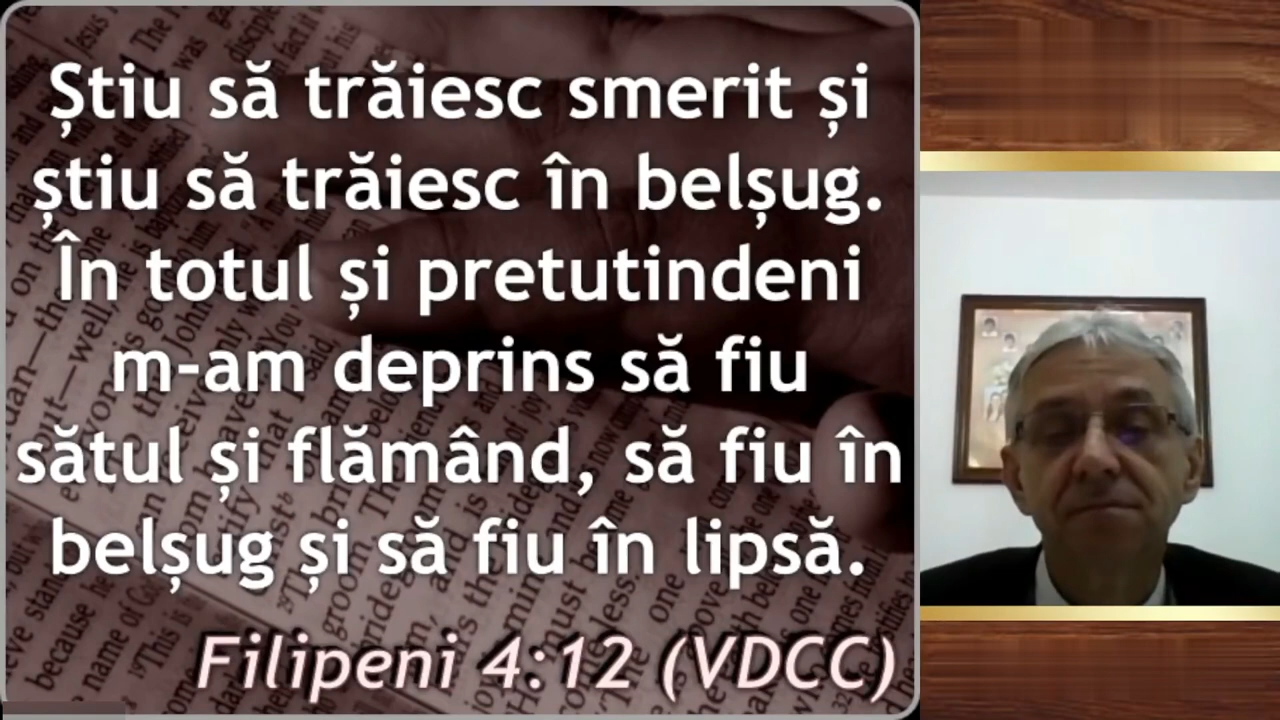 Știu să trăiesc smerit și
știu să trăiesc în belșug.
În totul și pretutindeni
m-am deprins să fiu
sătul și flămând, să fiu în
belșug și să fiu în lipsă.
Filipeni 4:12 (VDCC)